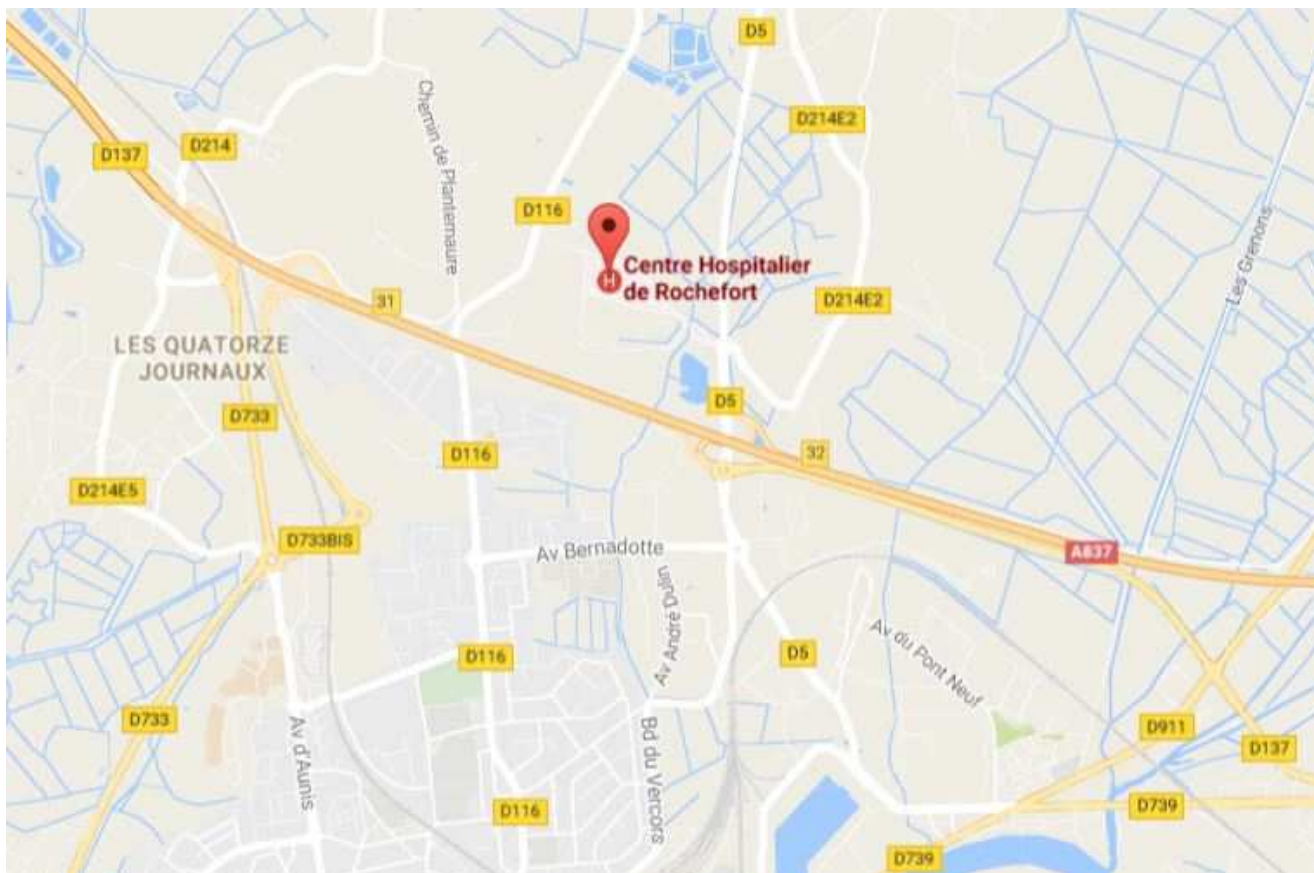 D5
Chemin de Plantemaure
D214E2
D214
D137
D116
Les Grenons
Centre Hospitalier
de Rochefort
D214E2
31
LES QUATORZE
JOURNAUX
D5
D733
D116
32
D214E5
D733BIS
Av Bernadotte
A837
Av André Dulin
Av du Pont Neuf
D116
D5
D733
Av d'Aunis
Bd du Vercors
D911
D137
D116
D739
D739
H